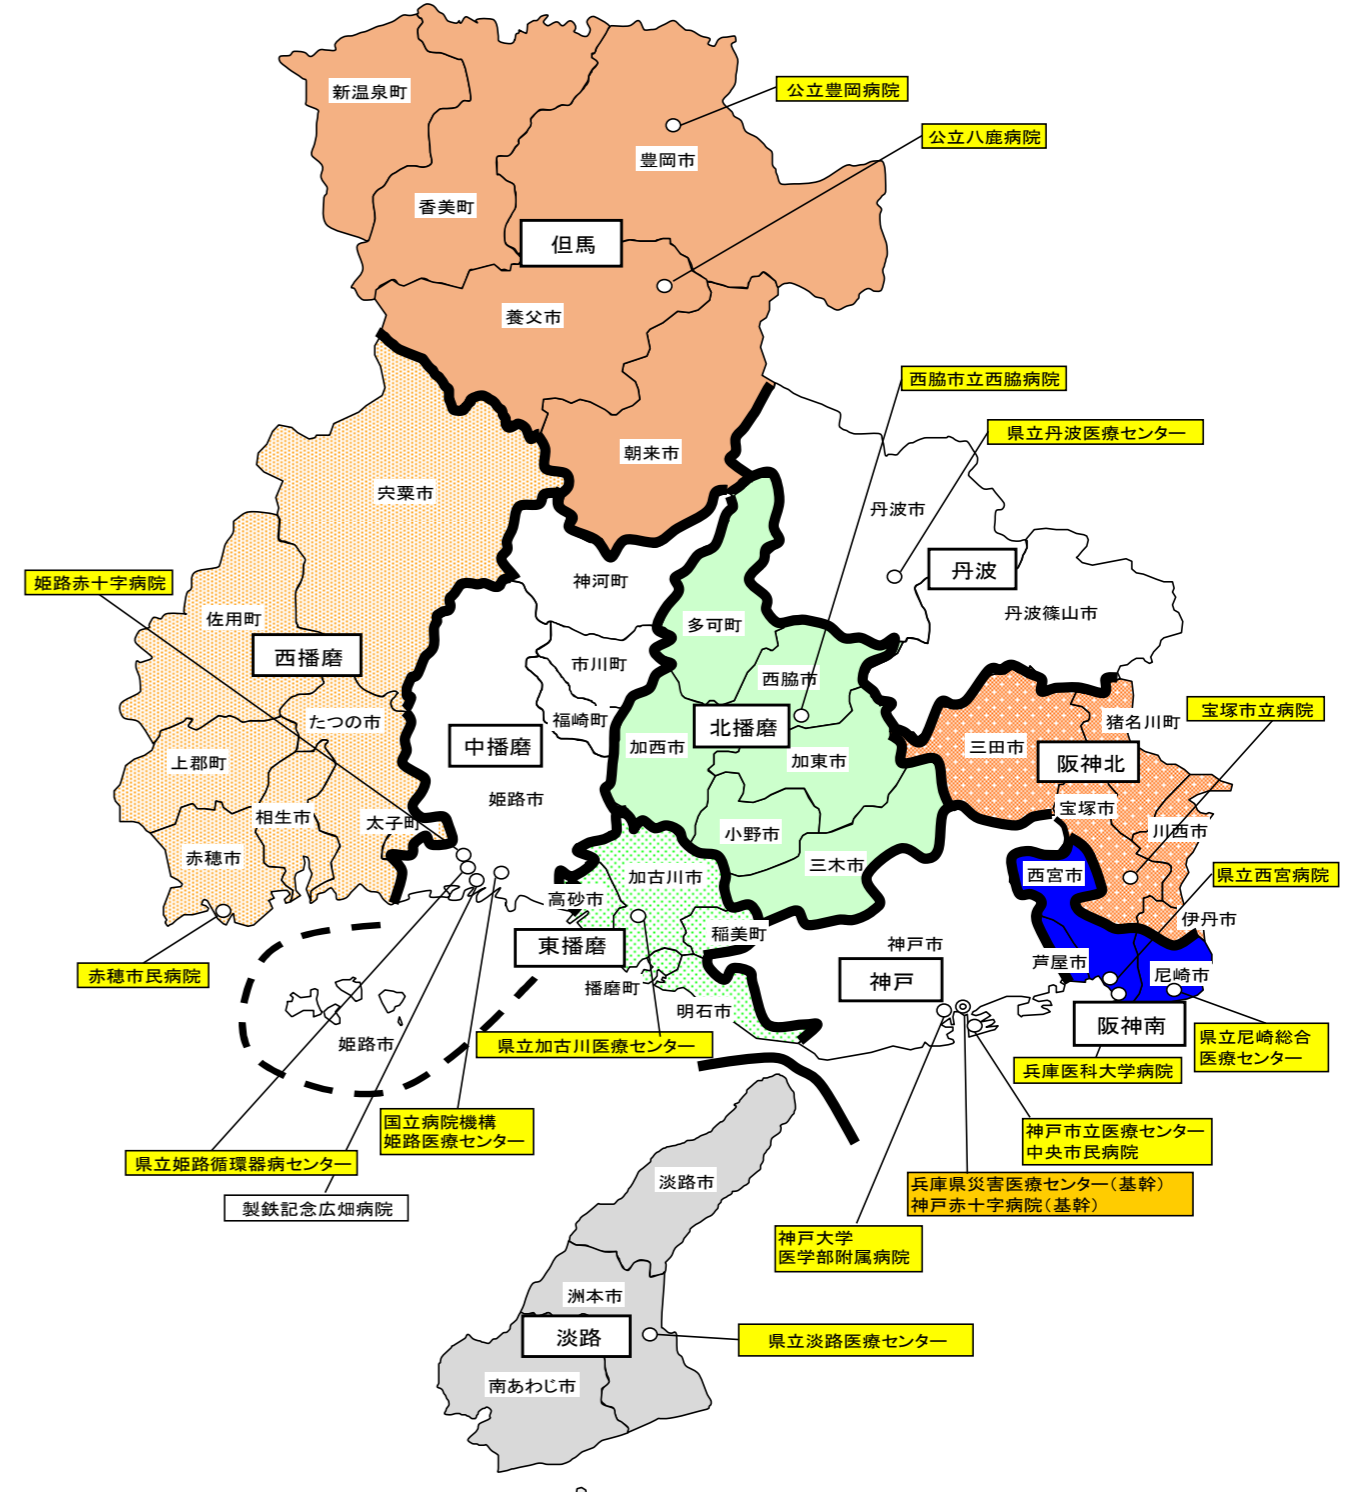 新温泉町
公立豊岡病院
公立八鹿病院
豊岡市
香美町
但馬
養父市
西脇市立西脇病院
県立丹波医療センター
朝来市
宍粟市
丹波市
丹波
姫路赤十字病院
神河町
佐用町
多可町
丹波篠山市
西播磨
市川町
西脇市
宝塚市立病院
たつの市
福崎町
猪名川町
北播磨
中播磨
加西市
三田市
上郡町
加東市
阪神北
姫路市
相生市
太子町
宝塚市
小野市
川西市
赤穂市
三木市
西宮市
県立西宮病院
加古川市
高砂市
伊丹市
稲美町
東播磨
神戸市
芦屋市
尼崎市
赤穂市民病院
神戸
播磨町
明石市
阪神南
姫路市
県立加古川医療センター
県立尼崎総合
医療センター
兵庫医科大学病院
国立病院機構
姫路医療センター
神戸市立医療センター
中央市民病院
県立姫路循環器病センター
淡路市
兵庫県災害医療センター（基幹）
神戸赤十字病院（基幹）
製鉄記念広畑病院
神戸大学
医学部附属病院
洲本市
淡路
県立淡路医療センター
南あわじ市